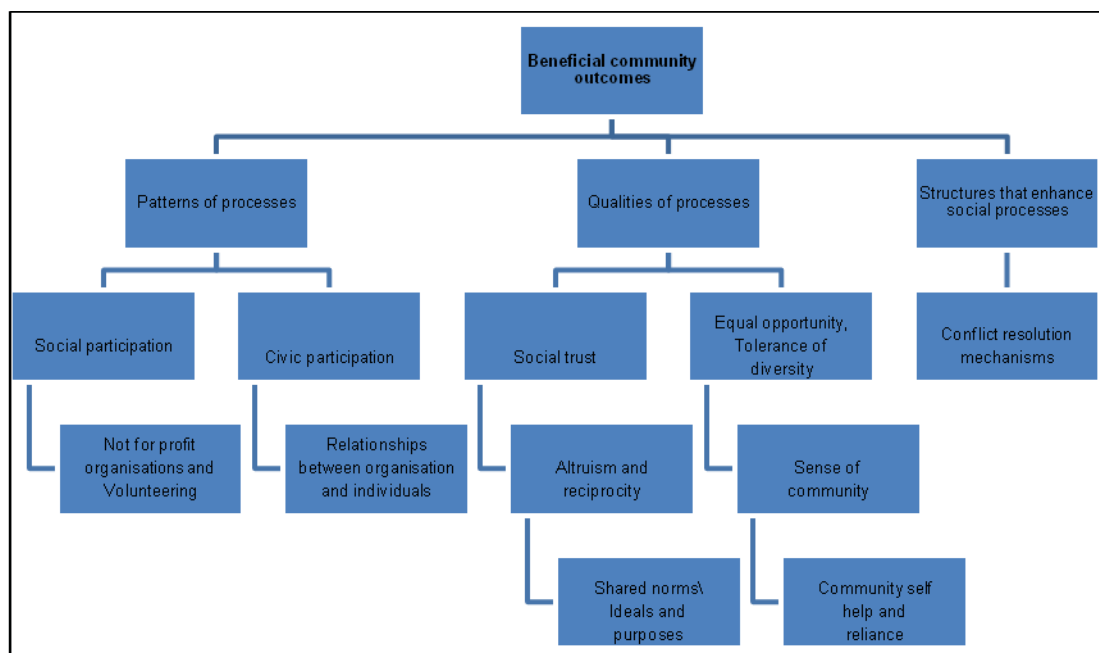 Beneficial community
outcomes
Patterns of processes
Qualities of processes
Structures that enhance
social processes
Social participation
Civic participation
Social trust
Equal opportunity,
Tolerance of
diversity
Conflict resolution
mechanisms
Not for profit
organisations and
Volunteering
Relationships
between organisation
and individuals
Altruism and
reciprocity
Sense of
community
Shared norms\
Ideals and
purposes
Community self
help and
reliance